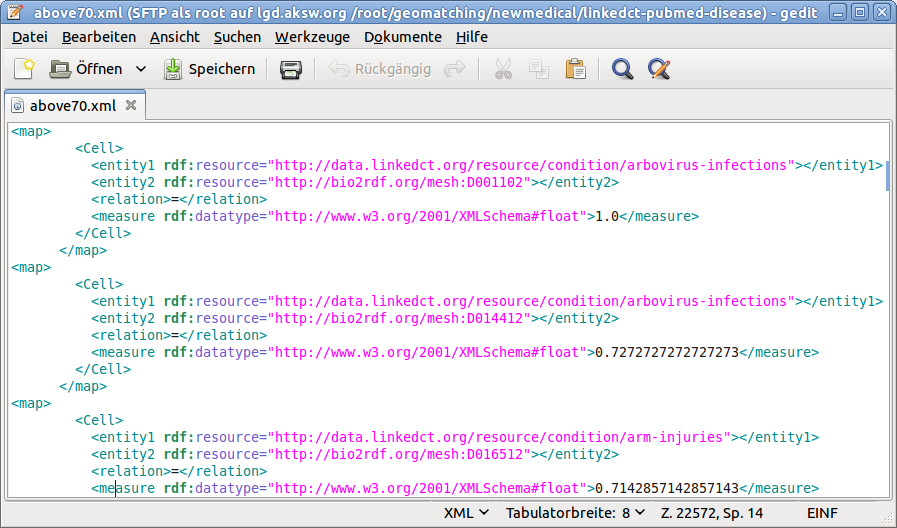 above70.xml (SFTP als root auf lgd.aksw.org /root/geomatching/newmedical/linkedct-pubmed-disease) - gedit
Datei Bearbeiten Ansicht Suchen Werkzeuge Dokumente Hilfe
Öffnen Speichern Rückgängig
above70.xml
<map>
<Cell>
<entity1 rdf:resource="http://data.linkedct.org/resource/condition/arbovirus-infections"></entity1>
<entity2 rdf:resource="http://bio2rdf.org/mesh:D001102"></entity2>
<relation>=</relation>
<measure rdf:datatype="http://www.w3.org/2001/XMLSchema#float">1.0</measure>
</Cell>
</map>
<map>
<Cell>
<entity1 rdf:resource="http://data.linkedct.org/resource/condition/arbovirus-infections"></entity1>
<entity2 rdf:resource="http://bio2rdf.org/mesh:D014412"></entity2>
<relation>=</relation>
<measure rdf:datatype="http://www.w3.org/2001/XMLSchema#float">0.7272727272727273</measure>
</Cell>
</map>
<map>
<Cell>
<entity1 rdf:resource="http://data.linkedct.org/resource/condition/arm-injuries"></entity1>
<entity2 rdf:resource="http://bio2rdf.org/mesh:D016512"></entity2>
<relation>=</relation>
<measure rdf:datatype="http://www.w3.org/2001/XMLSchema#float">0.7142857142857143</measure>
XML Tabulatorbreite: 8 Z. 22572, Sp. 14 EINF